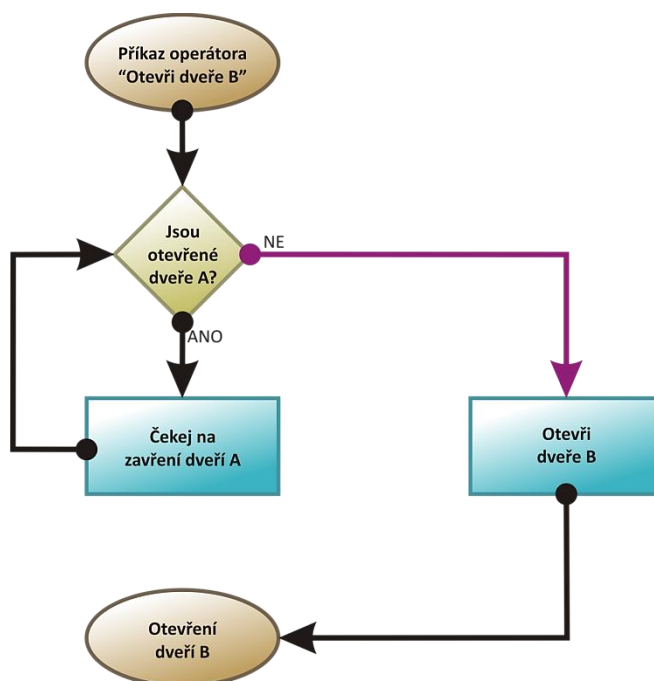 Příkaz operátora
“Otevři dveře B”
Jsou
otevřené
dveře A?
NE
ANO
Čekej na
zavření dveří A
Otevři
dveře B
Otevření
dveří B